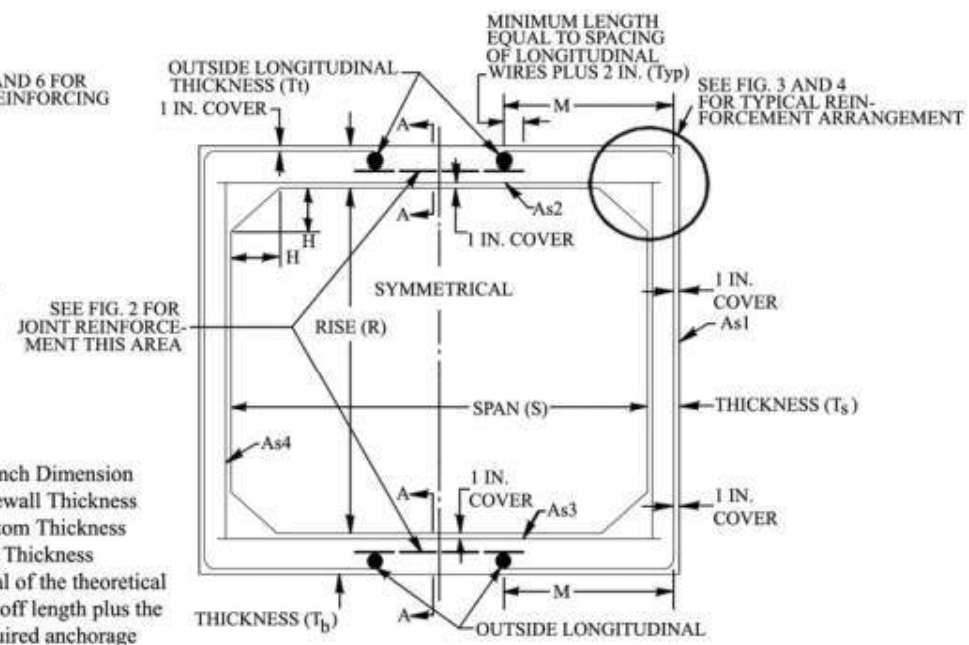 MINIMUM LENGTH
EQUAL TO SPACING
OF LONGITUDINAL
WIRES PLUS 2 IN. (Typ)
AND 6 FOR
REINFORCING
OUTSIDE LONGITUDINAL
THICKNESS (Tt)
1 IN. COVER
SEE FIG. 3 AND 4
FOR TYPICAL REIN-
FORCEMENT ARRANGEMENT
M
A
A
As2
1 IN. COVER
H
H
SYMMETRICAL
1 IN.
COVER
As1
SEE FIG. 2 FOR
JOINT REINFORCE-
MENT THIS AREA
RISE (R)
SPAN (S)
THICKNESS (Ts)
As4
1 IN.
COVER
A
As3
1 IN.
COVER
nch Dimension
ewall Thickness
tom Thickness
Thickness
al of the theoretical
off length plus the
uired anchorage
THICKNESS (Tb)
A
M
OUTSIDE LONGITUDINAL